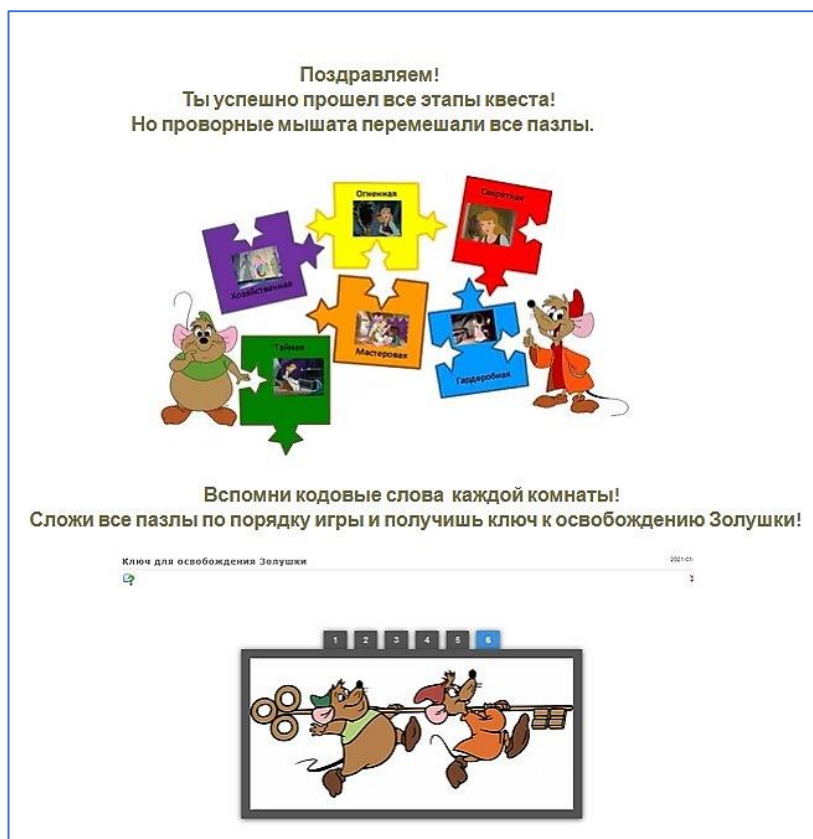 Поздравляем!
Ты успешно прошел все этапы квеста!
Но проворные мышата перемешали все пазлы.
Огненная
Секретная
Хозяйственная
Тайная
Мастеровая
Гардеробная
Вспомни кодовые слова каждой комнаты!
Сложи все пазлы по порядку игры и получишь ключ к освобождению Золушки!
Ключ для освобождения Золушки
1 2 3 4 5 6